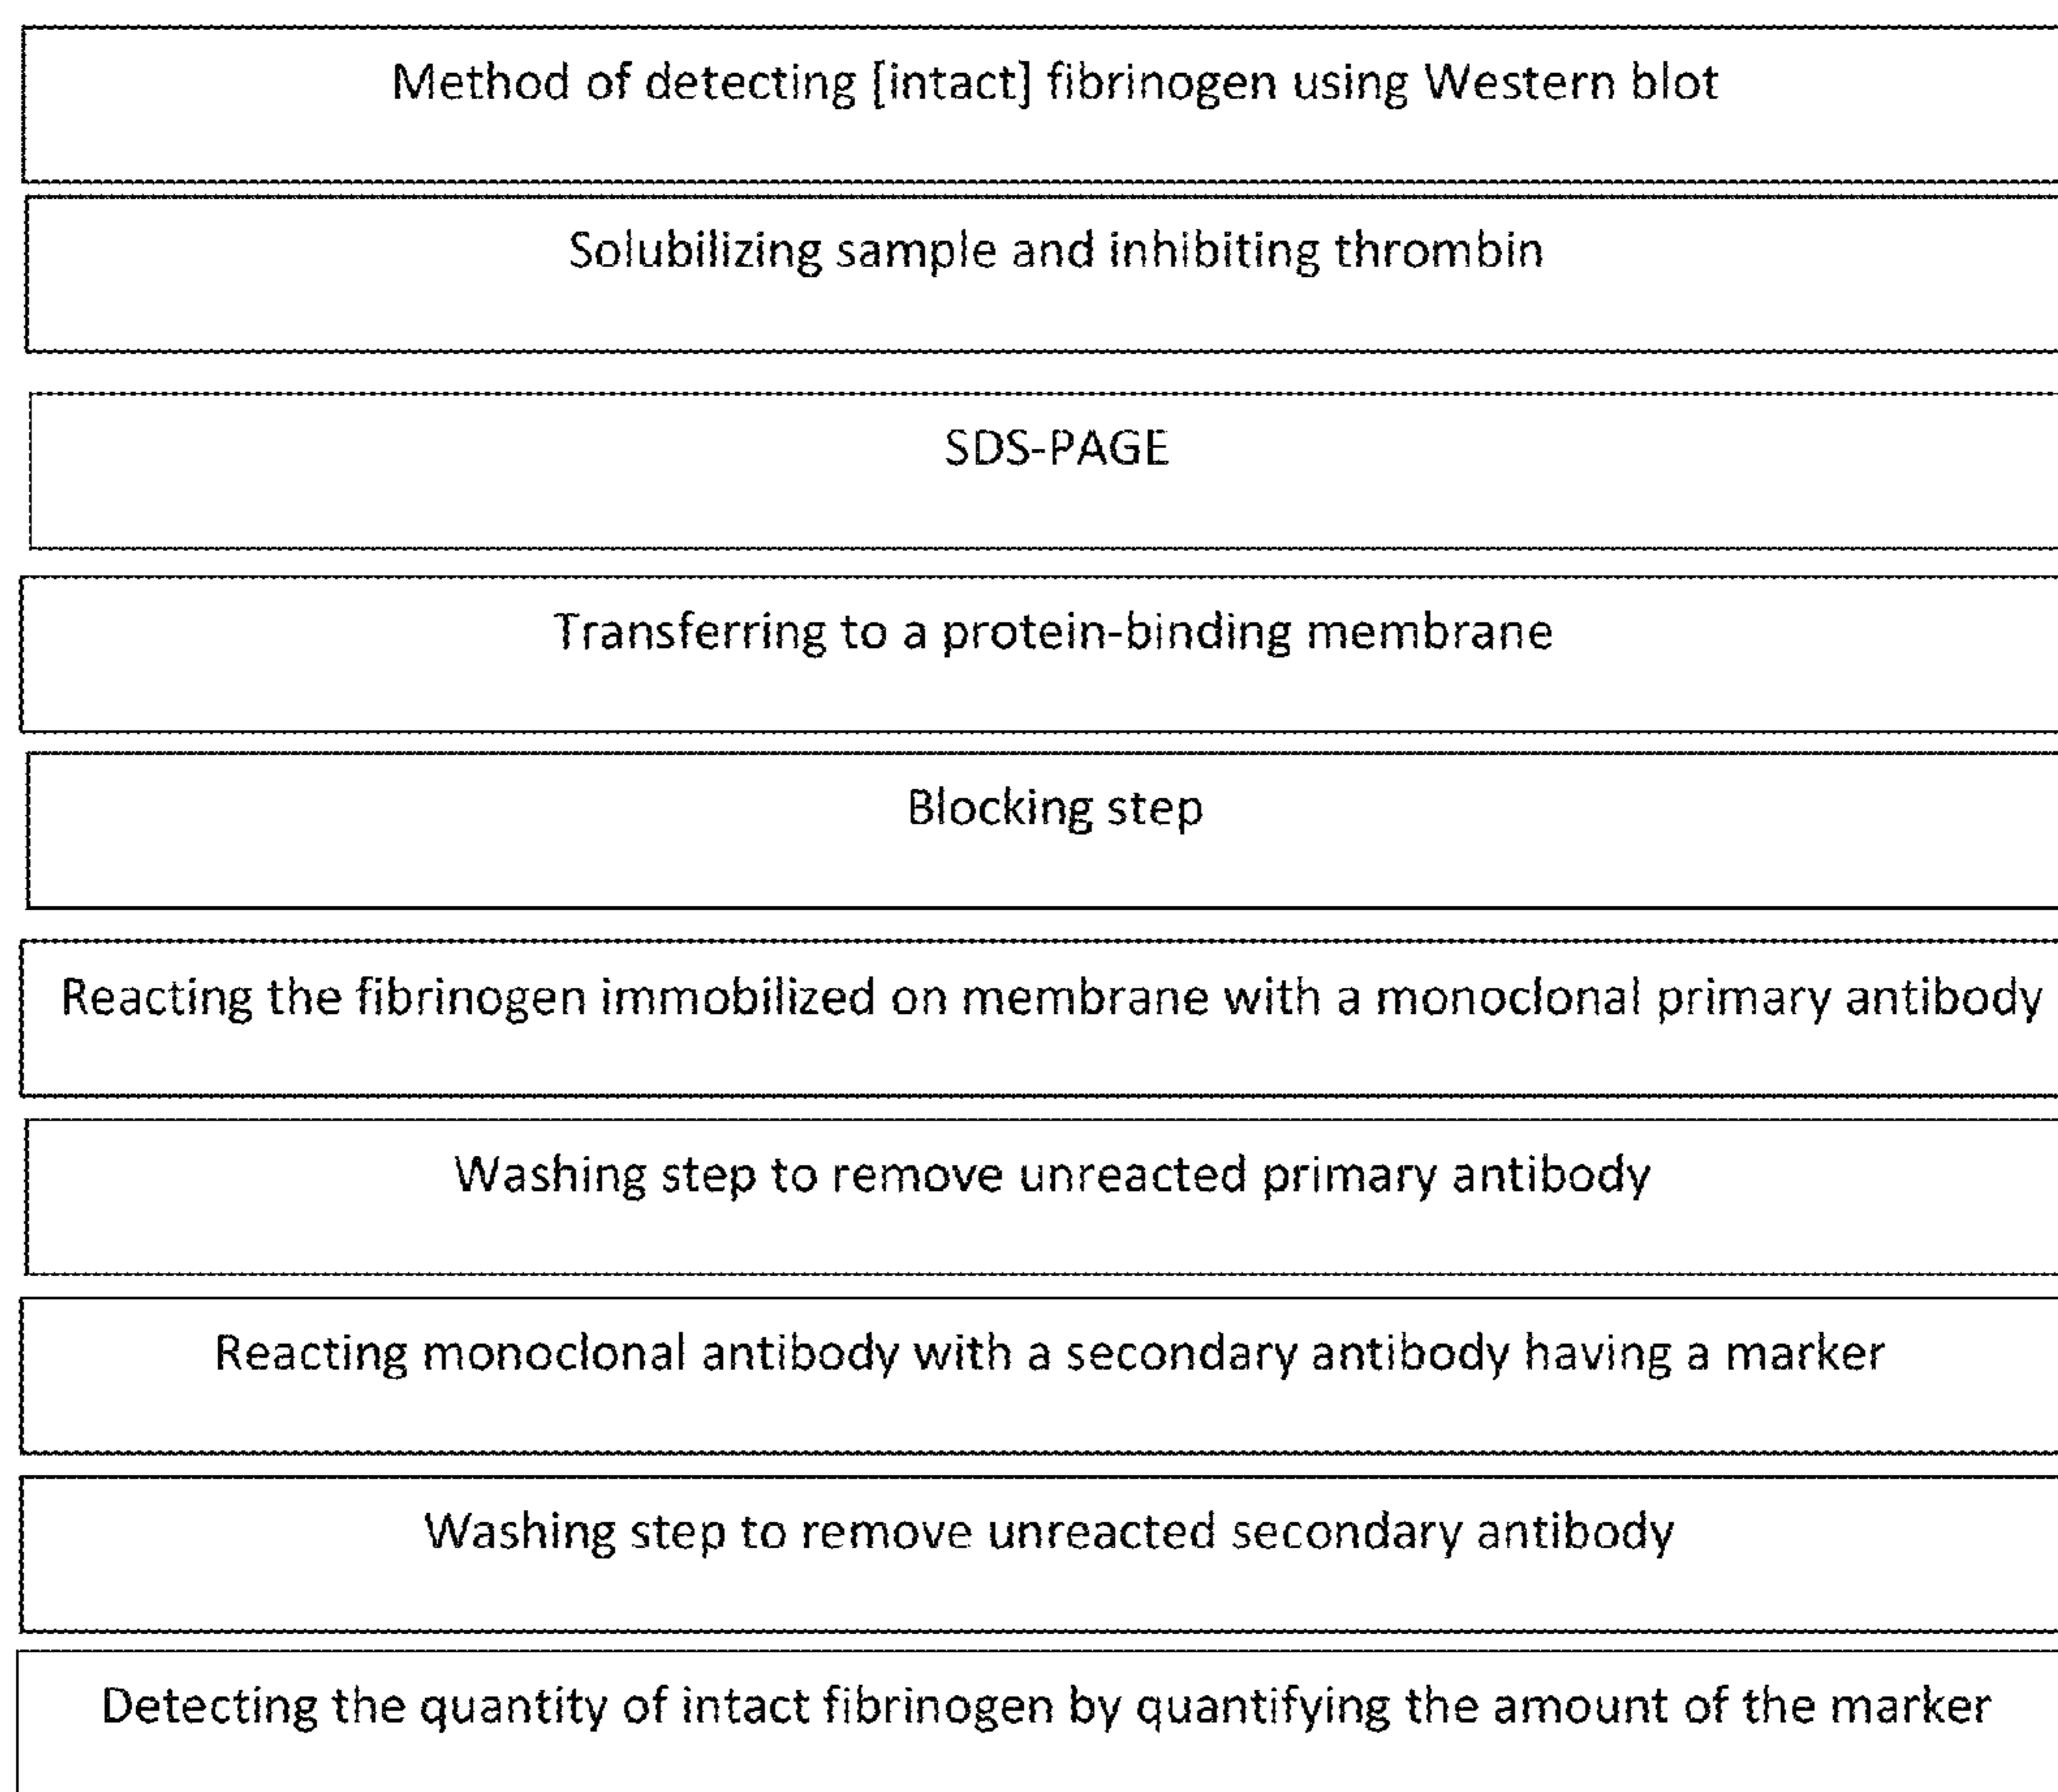 Method of detecting [intact] fibrinogen using Western blot
Solubilizing sample and inhibiting thrombin
SDS-PAGE
Transferring to a protein-binding membrane
Blocking step
Reacting the fibrinogen immobilized on membrane with a monoclonal primary antibody
Washing step to remove unreacted primary antibody
Reacting monoclonal antibody with a secondary antibody having a marker
Washing step to remove unreacted secondary antibody
Detecting the quantity of intact fibrinogen by quantifying the amount of the marker